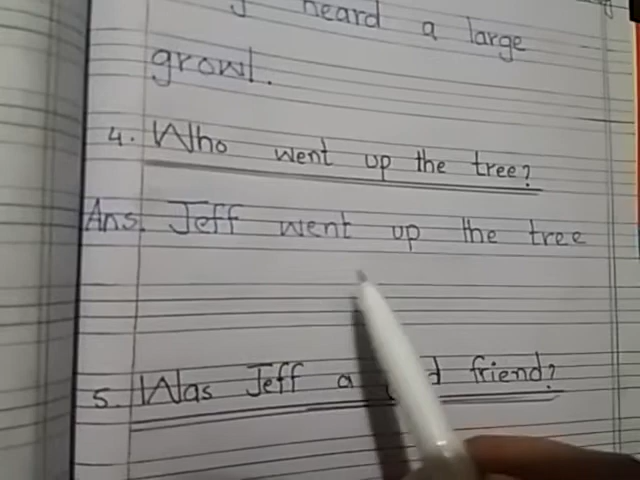 heard a large
growl.
4. Who went up the tree?
Ans. Jeff went up the tree
5. Was Jeff a friend?